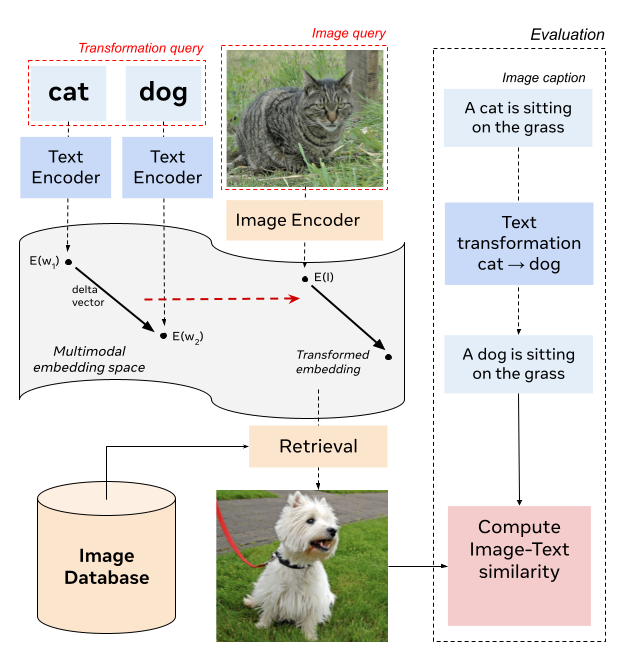 Transformation query
Image query
Evaluation
cat
dog
Image caption
A cat is sitting
on the grass
Text
Encoder
Text
Encoder
Image Encoder
Text
transformation
cat → dog
E(w₁)
delta
vector
E(I)
E(w₂)
Multimodal
embedding space
Transformed
embedding
A dog is sitting
on the grass
Retrieval
Image
Database
Compute
Image-Text
similarity